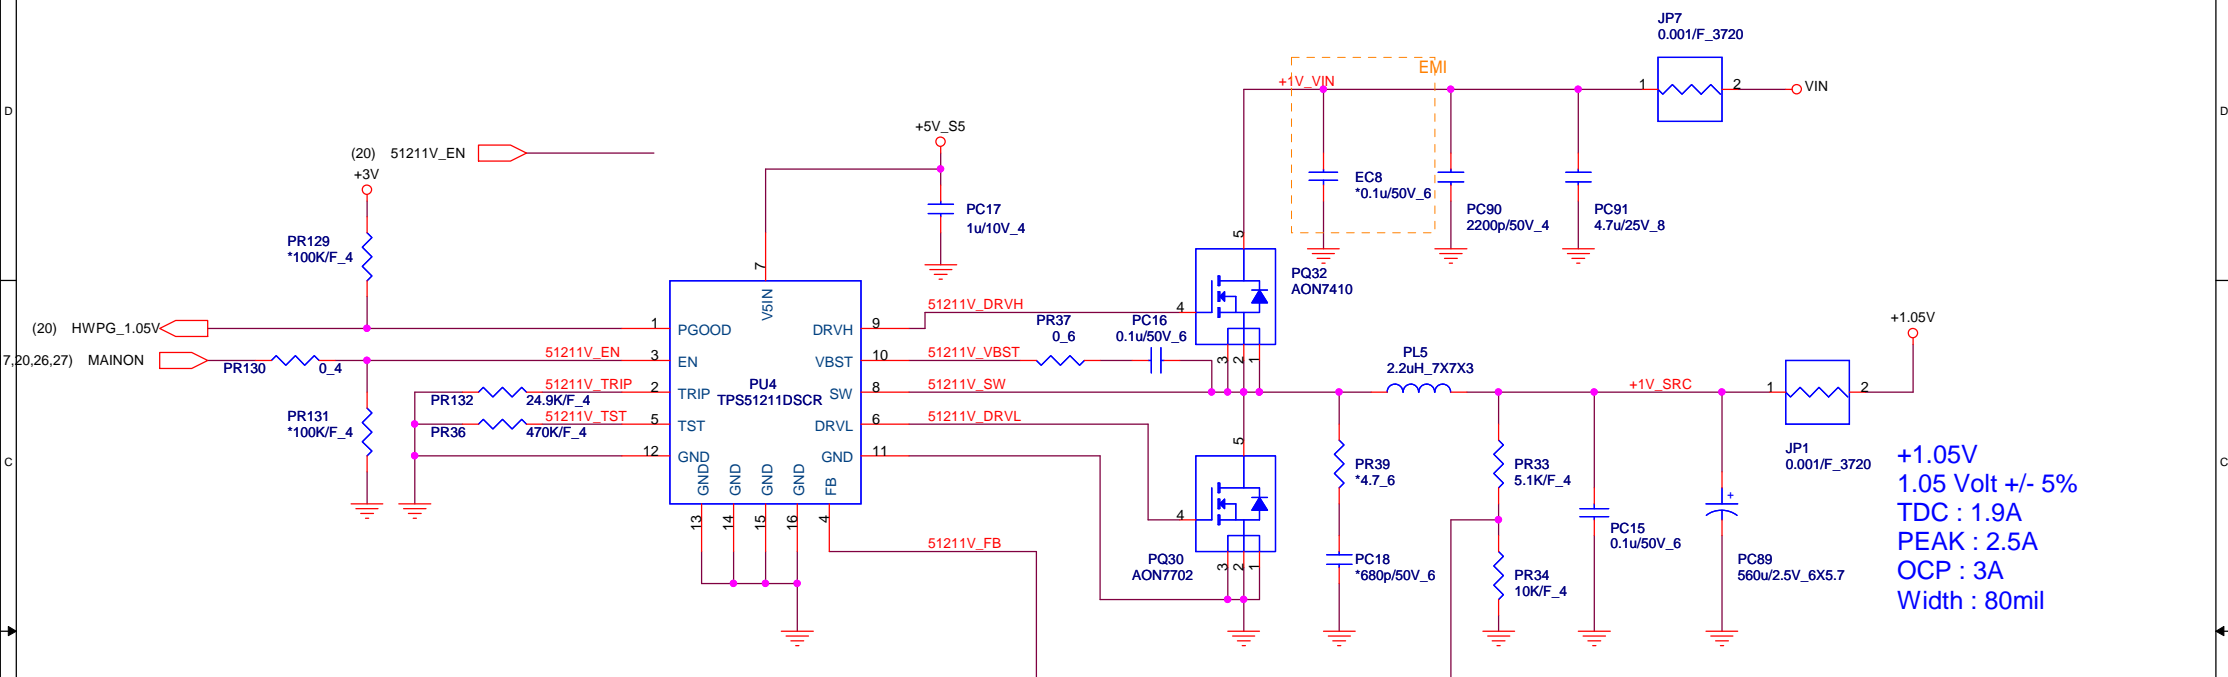 JP7
0.001/F_3720
EMI
+1V_VIN
1
2
VIN
D
D
+5V_S5
(20) 51211V_EN
+3V
EC8
*0.1u/50V_6
PC90
2200p/50V_4
PC91
4.7u/25V_8
PC17
1u/10V_4
PR129
*100K/F_4
7
5
PQ32
AON7410
V5IN
51211V_DRVH
4
(20) HWPG_1.05V
1
PGOOD
DRVH
9
PR37
0_6
PC16
0.1u/50V_6
+1.05V
7,20,26,27) MAINON
PR130
0_4
51211V_EN
3
EN
VBST
10
51211V_VBST
3
2
1
PL5
2.2uH_7X7X3
PU4
TPS51211DSCR
PR132
24.9K/F_4
51211V_TRIP
2
TRIP
SW
8
51211V_SW
+1V_SRC
1
2
PR131
*100K/F_4
PR36
470K/F_4
51211V_TST
5
TST
DRVL
6
51211V_DRVL
5
JP1
0.001/F_3720
12
GND
GND
11
C
C
PR39
*4.7_6
PR33
5.1K/F_4
+1.05V
1.05 Volt +/- 5%
TDC : 1.9A
PEAK : 2.5A
OCP : 3A
Width : 80mil
GND
GND
GND
GND
FB
13
14
15
16
4
4
+
PC15
0.1u/50V_6
51211V_FB
PQ30
AON7702
3
2
1
PC18
*680p/50V_6
PR34
10K/F_4
PC89
560u/2.5V_6X5.7